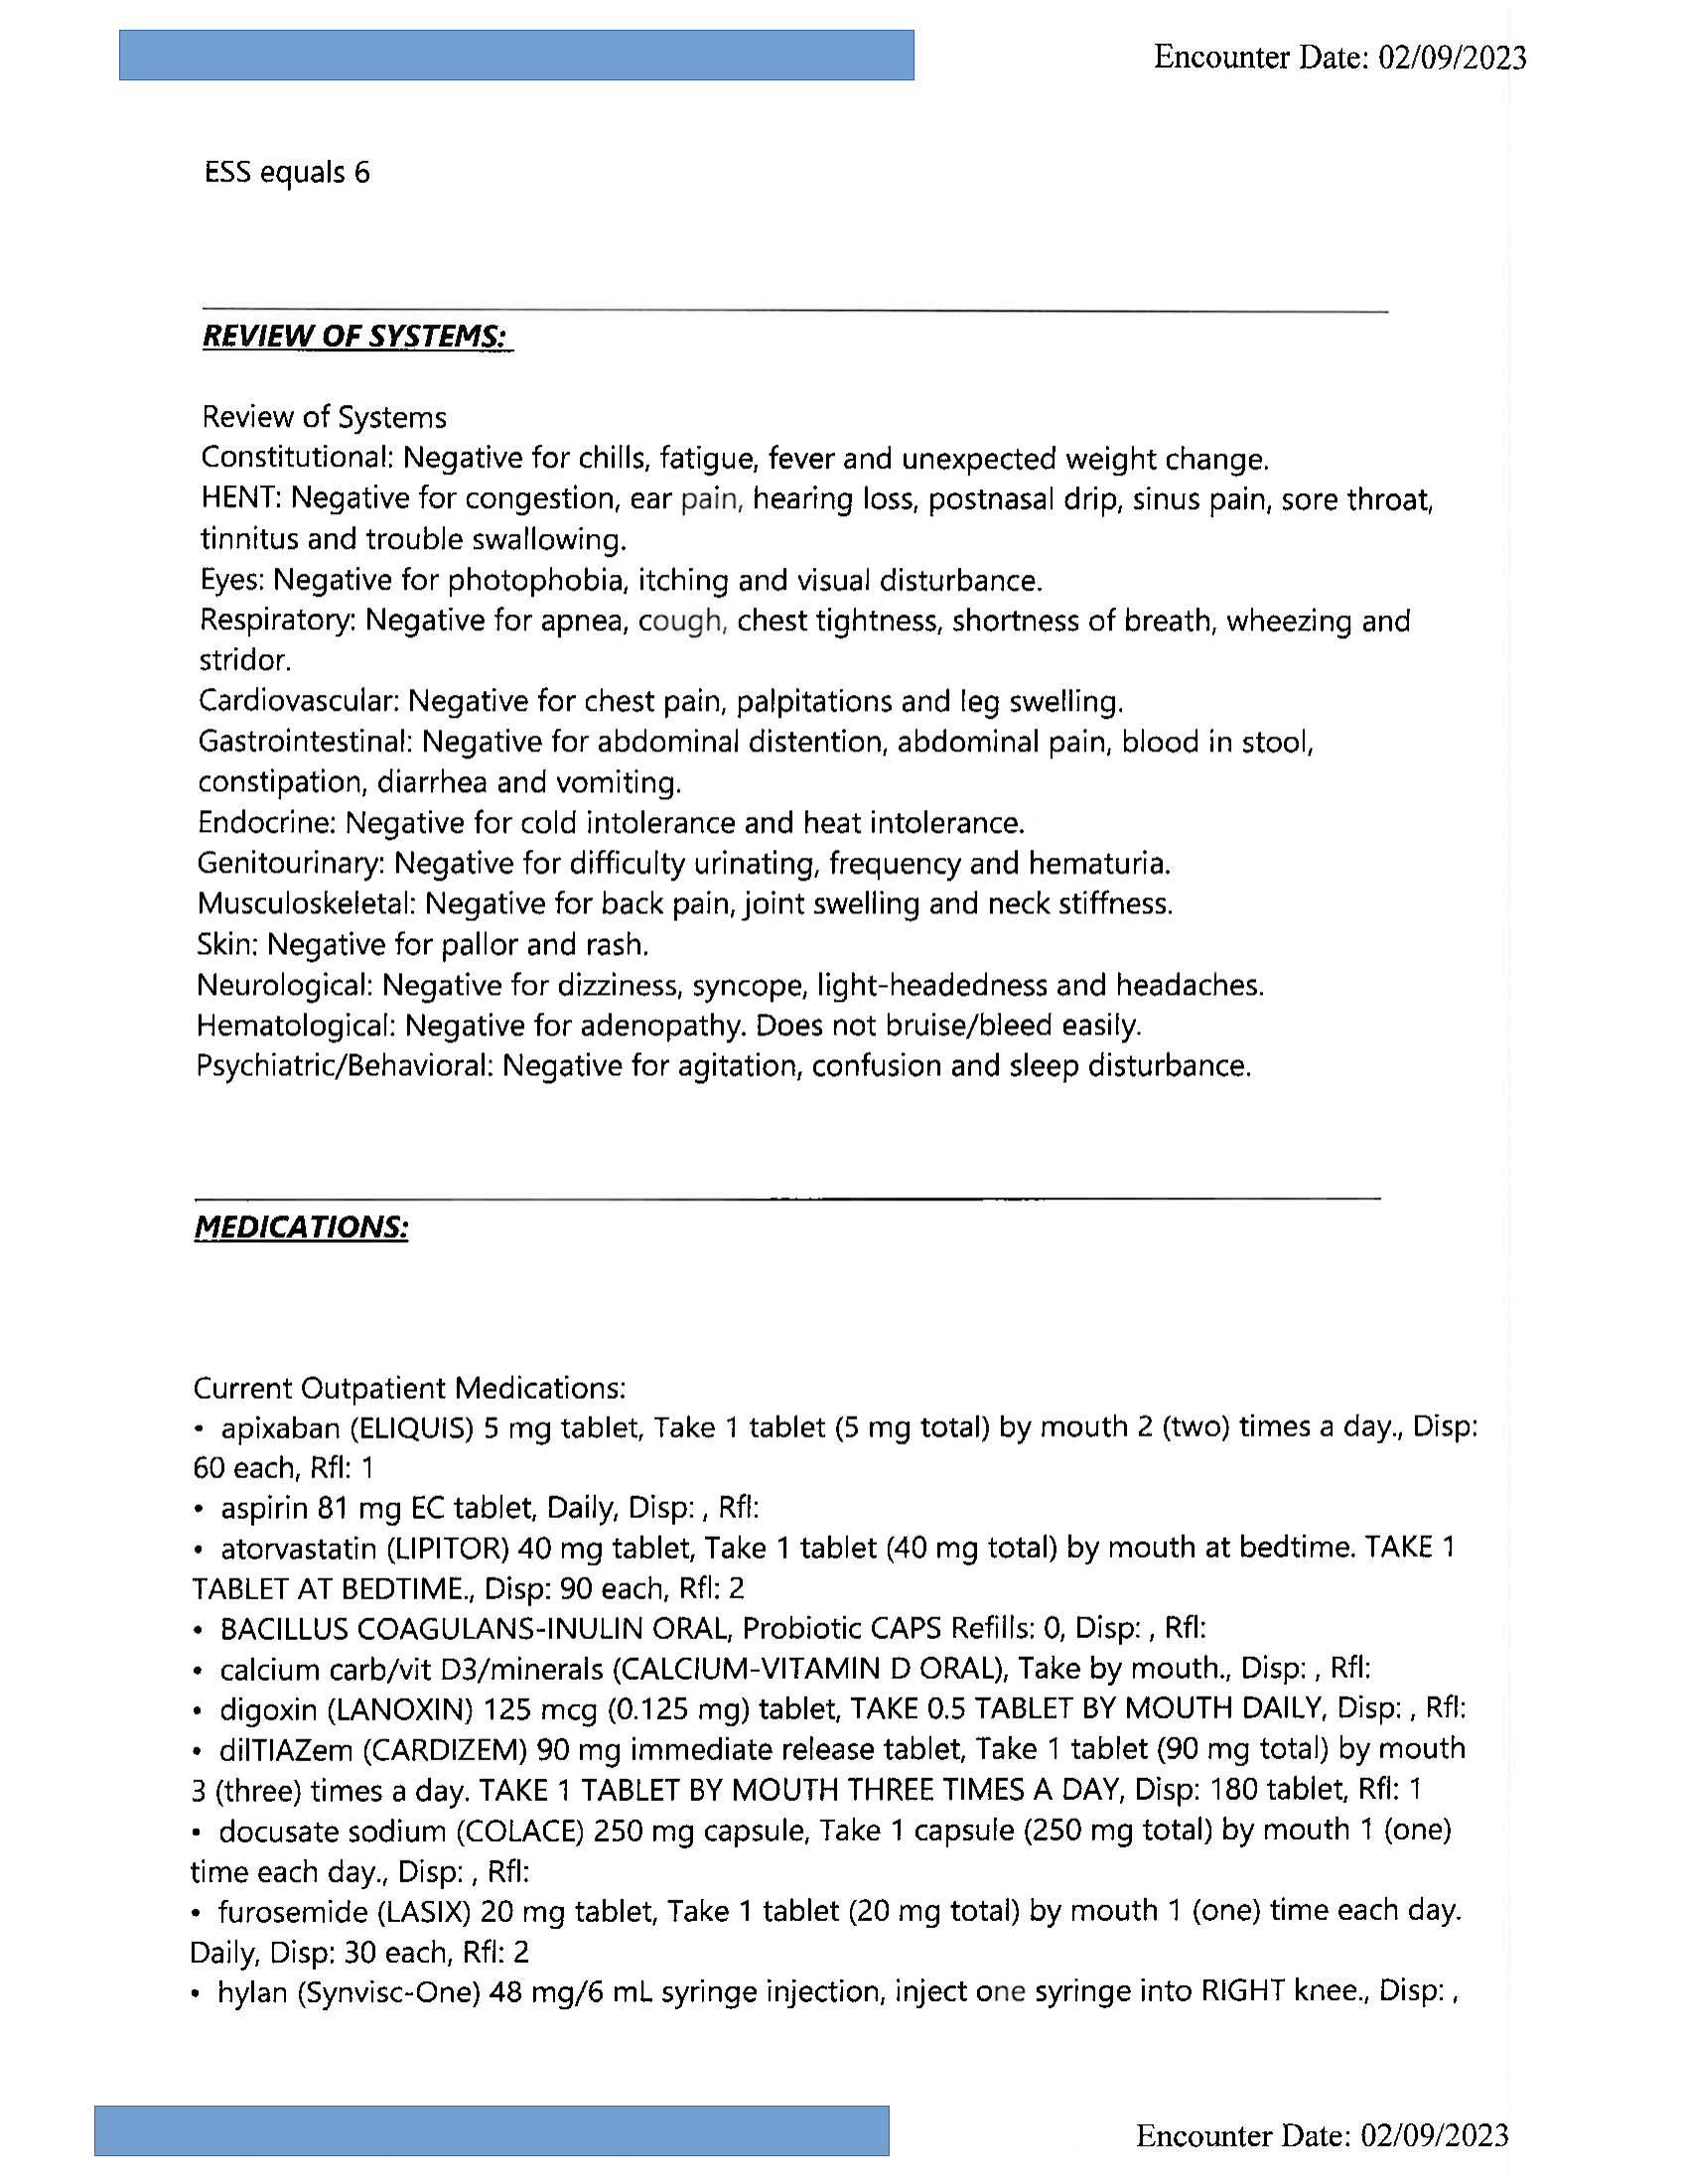 Encounter Date: 02/09/2023
ESS equals 6
REVIEW OF SYSTEMS:
Review of Systems
Constitutional: Negative for chills, fatigue, fever and unexpected weight change.
HENT: Negative for congestion, ear pain, hearing loss, postnasal drip, sinus pain, sore throat,
tinnitus and trouble swallowing.
Eyes: Negative for photophobia, itching and visual disturbance.
Respiratory: Negative for apnea, cough, chest tightness, shortness of breath, wheezing and
stridor.
Cardiovascular: Negative for chest pain, palpitations and leg swelling.
Gastrointestinal: Negative for abdominal distention, abdominal pain, blood in stool,
constipation, diarrhea and vomiting.
Endocrine: Negative for cold intolerance and heat intolerance.
Genitourinary: Negative for difficulty urinating, frequency and hematuria.
Musculoskeletal: Negative for back pain, joint swelling and neck stiffness.
Skin: Negative for pallor and rash.
Neurological: Negative for dizziness, syncope, light-headedness and headaches.
Hematological: Negative for adenopathy. Does not bruise/bleed easily.
Psychiatric/Behavioral: Negative for agitation, confusion and sleep disturbance.
MEDICATIONS:
Current Outpatient Medications:
• apixaban (ELIQUIS) 5 mg tablet, Take 1 tablet (5 mg total) by mouth 2 (two) times a day., Disp:
60 each, Rfl: 1
• aspirin 81 mg EC tablet, Daily, Disp: , Rfl:
• atorvastatin (LIPITOR) 40 mg tablet, Take 1 tablet (40 mg total) by mouth at bedtime. TAKE 1
TABLET AT BEDTIME., Disp: 90 each, Rfl: 2
• BACILLUS COAGULANS-INULIN ORAL, Probiotic CAPS Refills: 0, Disp: , Rfl:
• calcium carb/vit D3/minerals (CALCIUM-VITAMIN D ORAL), Take by mouth., Disp: , Rfl:
• digoxin (LANOXIN) 125 mcg (0.125 mg) tablet, TAKE 0.5 TABLET BY MOUTH DAILY, Disp: , Rfl:
• dilTIAZem (CARDIZEM) 90 mg immediate release tablet, Take 1 tablet (90 mg total) by mouth
3 (three) times a day. TAKE 1 TABLET BY MOUTH THREE TIMES A DAY, Disp: 180 tablet, Rfl: 1
• docusate sodium (COLACE) 250 mg capsule, Take 1 capsule (250 mg total) by mouth 1 (one)
time each day., Disp: , Rfl:
• furosemide (LASIX) 20 mg tablet, Take 1 tablet (20 mg total) by mouth 1 (one) time each day.
Daily, Disp: 30 each, Rfl: 2
• hylan (Synvisc-One) 48 mg/6 mL syringe injection, inject one syringe into RIGHT knee., Disp: ,
Encounter Date: 02/09/2023